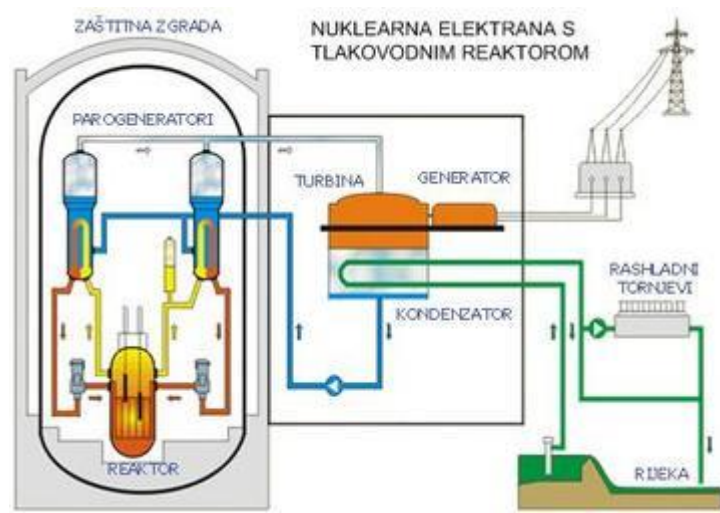 ZAŠTITNA ZGRADA
NUKLEARNA ELEKTRANA S
TLAKOVODNIM REAKTOROM
PAROGENERATORI
TURBINA
GENERATOR
RASHLADNI
TORNJEVI
KONDENZATOR
REAKTOR
RIJEKA